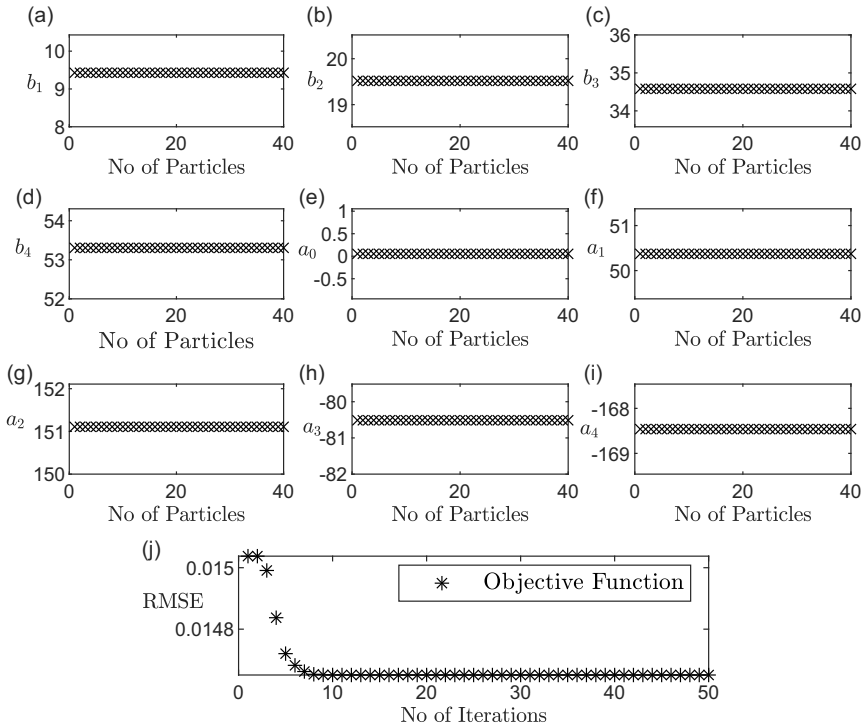 (a) (b) (c)
10
9
8
b1
0 20 40
No of Particles
20
19
b2
0 20 40
No of Particles
36
35
34
b3
0 20 40
No of Particles
(d) (e) (f)
54
53
52
b4
0 20 40
No of Particles
1
0.5
0
-0.5
a0
0 20 40
No of Particles
51
50
a1
0 20 40
No of Particles
(g) (h) (i)
152
151
150
a2
0 20 40
No of Particles
-80
-81
-82
a3
0 20 40
No of Particles
-168
-169
a4
0 20 40
No of Particles
(j)
0.015
RMSE
0.0148
Objective Function
0 10 20 30 40 50
No of Iterations